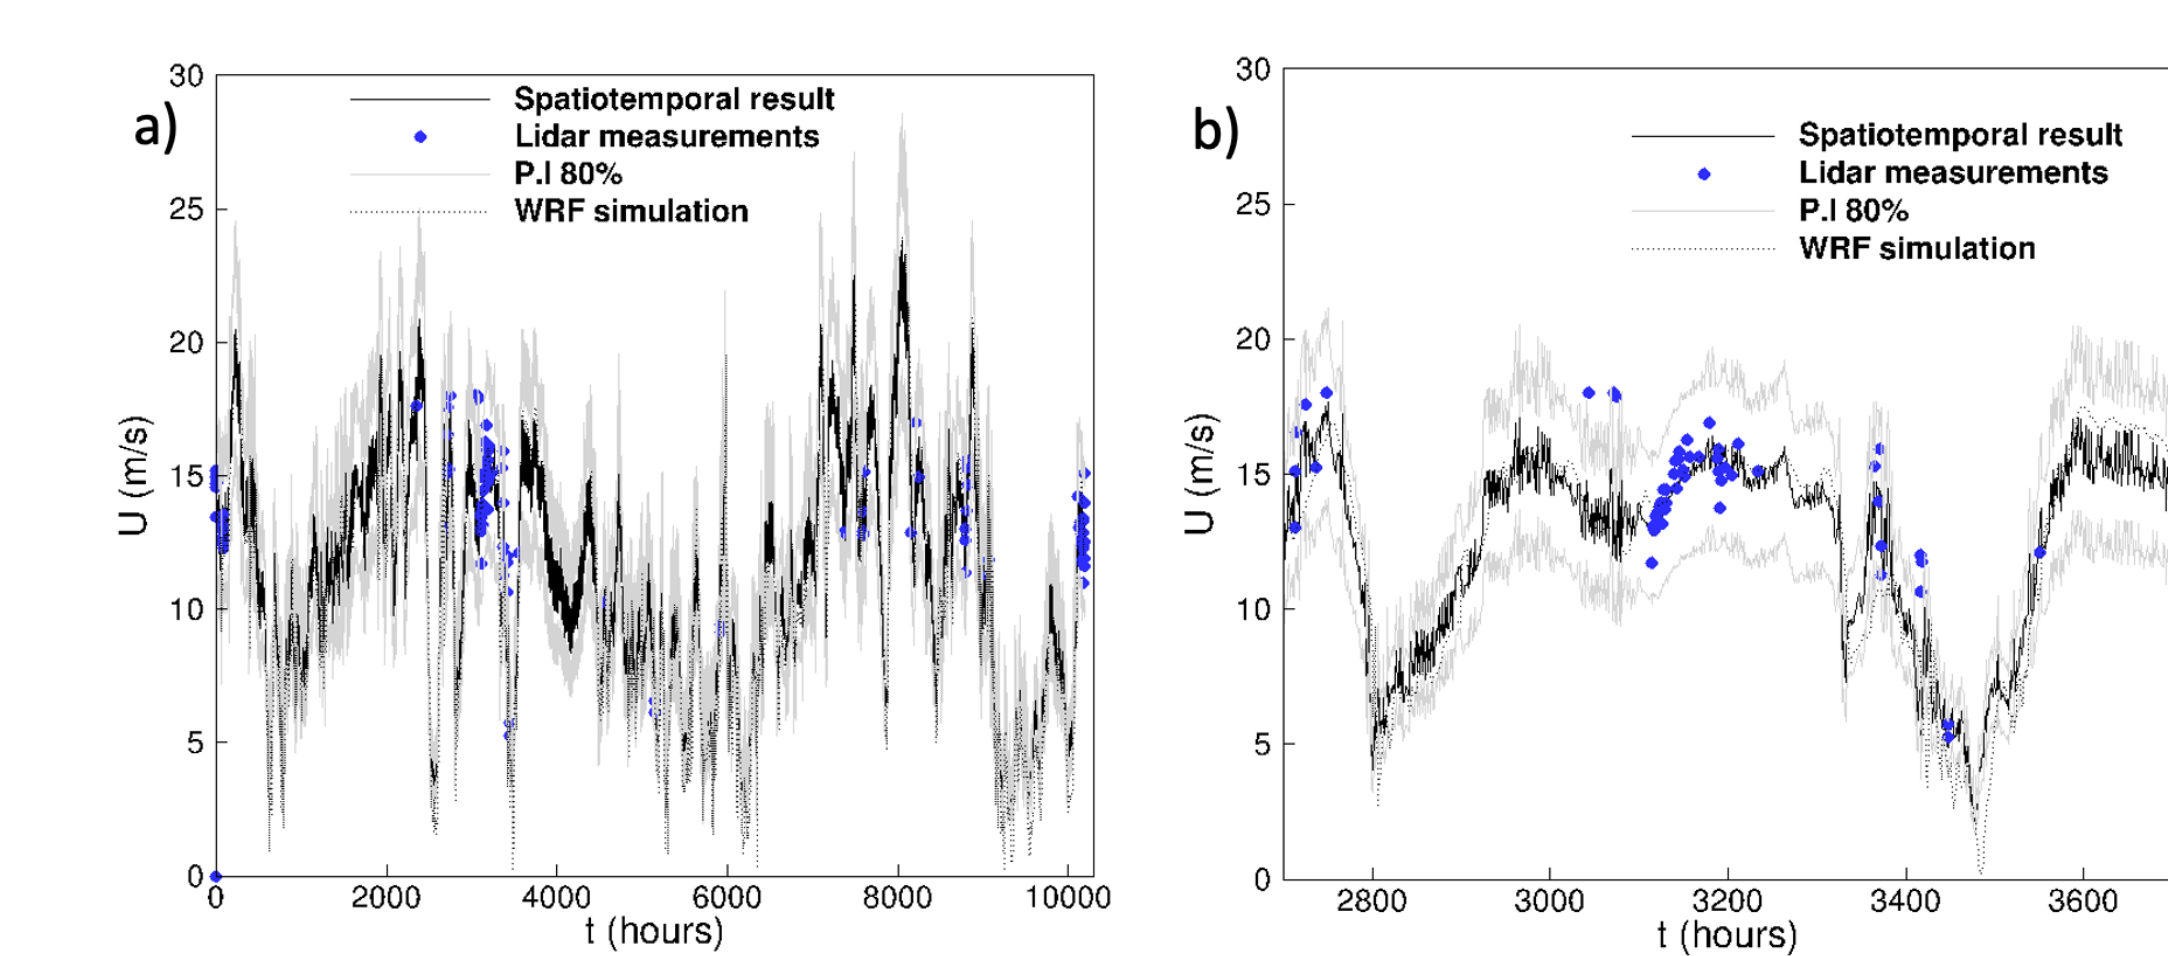 a)
Spatiotemporal result
Lidar measurements
P.I 80%
WRF simulation
30
25
20
15
10
5
0
U (m/s)
0 2000 4000 6000 8000 10000
t (hours)
b)
Spatiotemporal result
Lidar measurements
P.I 80%
WRF simulation
30
25
20
15
10
5
0
U (m/s)
2800 3000 3200 3400 3600
t (hours)